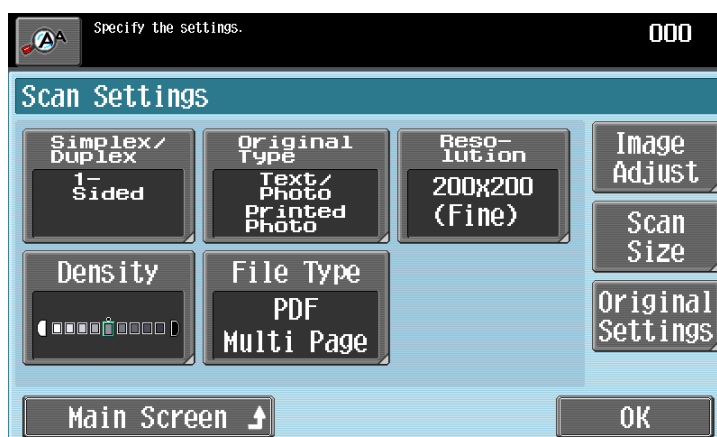 Specify the settings.
000
Scan Settings
Simplex/
Duplex
1-
Sided
Original
Type
Text/
Photo
Printed
Photo
Reso-
lution
200X200
(Fine)
Image
Adjust
Scan
Size
Density
File Type
PDF
Multi Page
Original
Settings
Main Screen
OK